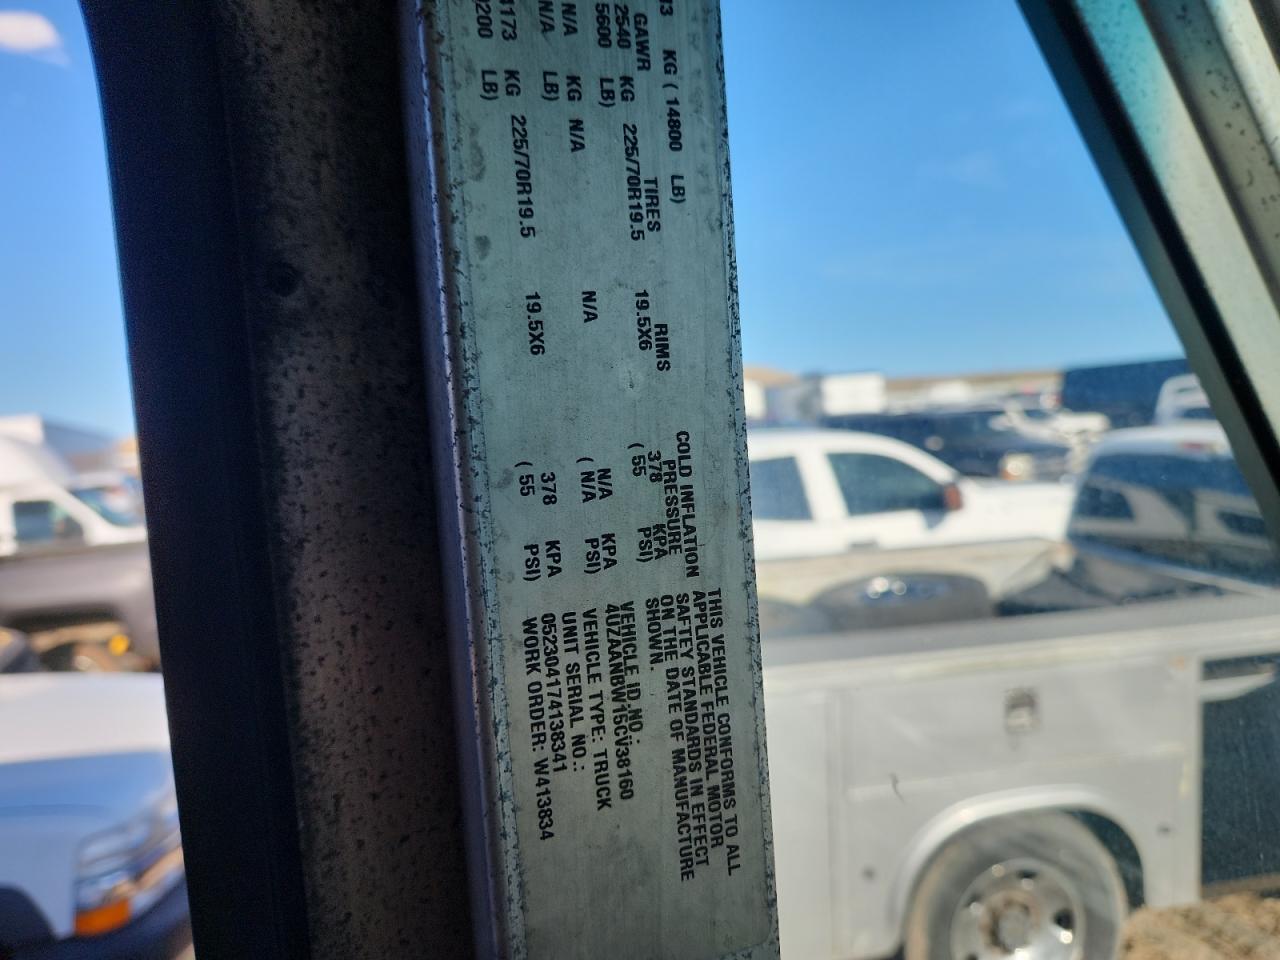 13 KG ( 14800 LB)
GAWR TIRES RIMS COLD INFLATION PRESSURE
2540 KG 225/70R19.5 19.5X6 378 KPA
5600 LB) ( 55 PSI)
N/A KG N/A N/A N/A KPA
N/A LB) ( N/A PSI)
173 KG 225/70R19.5 19.5X6 378 KPA
200 LB) ( 55 PSI)
THIS VEHICLE CONFORMS TO ALL
APPLICABLE FEDERAL MOTOR
SAFTEY STANDARDS IN EFFECT
ON THE DATE OF MANUFACTURE
SHOWN.
VEHICLE ID NO.:
4UZAANBW15CV38160
VEHICLE TYPE: TRUCK
UNIT SERIAL NO.:
052304174138341
WORK ORDER: W413834